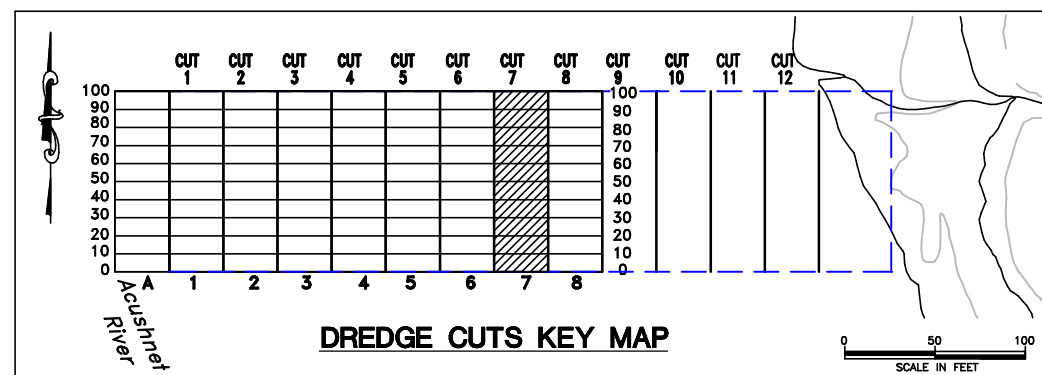 CUT 1 CUT 2 CUT 3 CUT 4 CUT 5 CUT 6 CUT 7 CUT 8 CUT 9 CUT 10 CUT 11 CUT 12
100 100
90 90
80 80
70 70
60 60
50 50
40 40
30 30
20 20
10 10
0 0
A 1 2 3 4 5 6 7 8
Acushnet
River
DREDGE CUTS KEY MAP
0 50 100
SCALE IN FEET